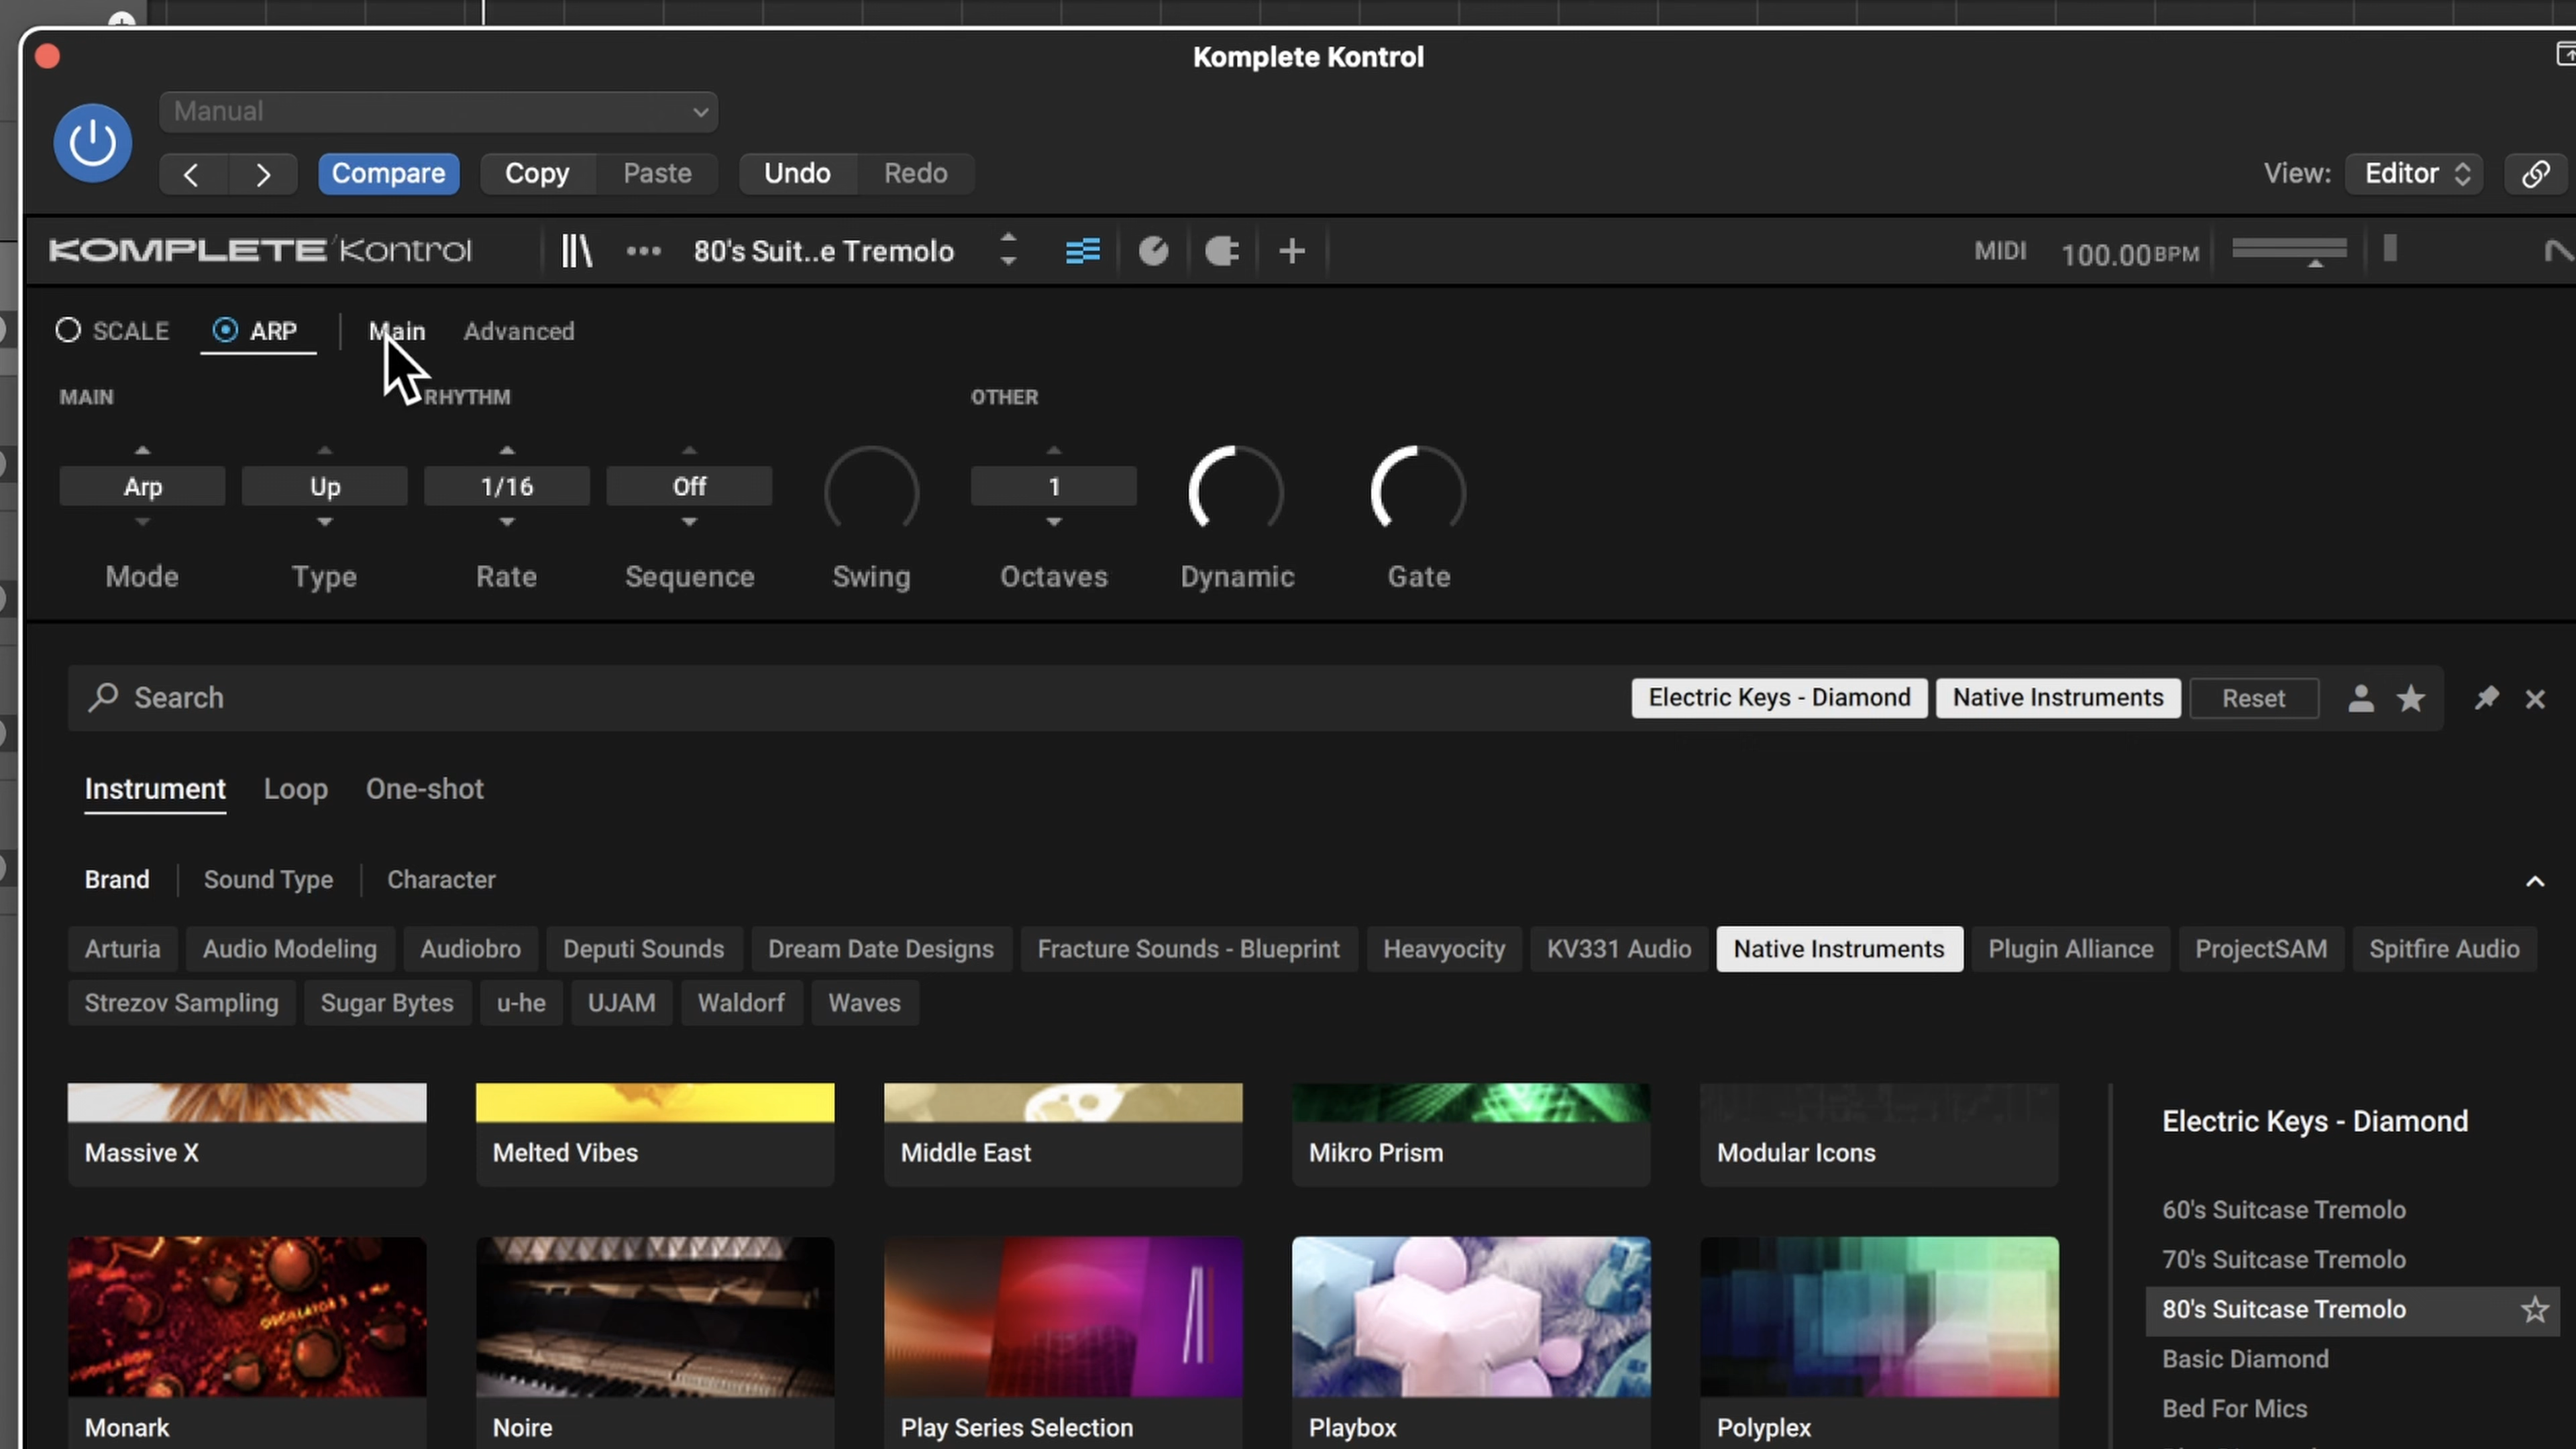 Komplete Kontrol
Manual
Compare Copy Paste Undo Redo View: Editor
KOMPLETE Kontrol 80's Suit..e Tremolo MIDI 100.00 BPM
SCALE ARP Main Advanced
MAIN RHYTHM OTHER
Arp Up 1/16 Off 1
Mode Type Rate Sequence Swing Octaves Dynamic Gate
Search Electric Keys - Diamond Native Instruments Reset
Instrument Loop One-shot
Brand Sound Type Character
Arturia Audio Modeling Audiobro Deputi Sounds Dream Date Designs Fracture Sounds - Blueprint Heavyocity KV331 Audio Native Instruments Plugin Alliance ProjectSAM Spitfire Audio
Strezov Sampling Sugar Bytes u-he UJAM Waldorf Waves
Massive X Melted Vibes Middle East Mikro Prism Modular Icons
Monark Noire Play Series Selection Playbox Polyplex
Electric Keys - Diamond
60's Suitcase Tremolo
70's Suitcase Tremolo
80's Suitcase Tremolo
Basic Diamond
Bed For Mics